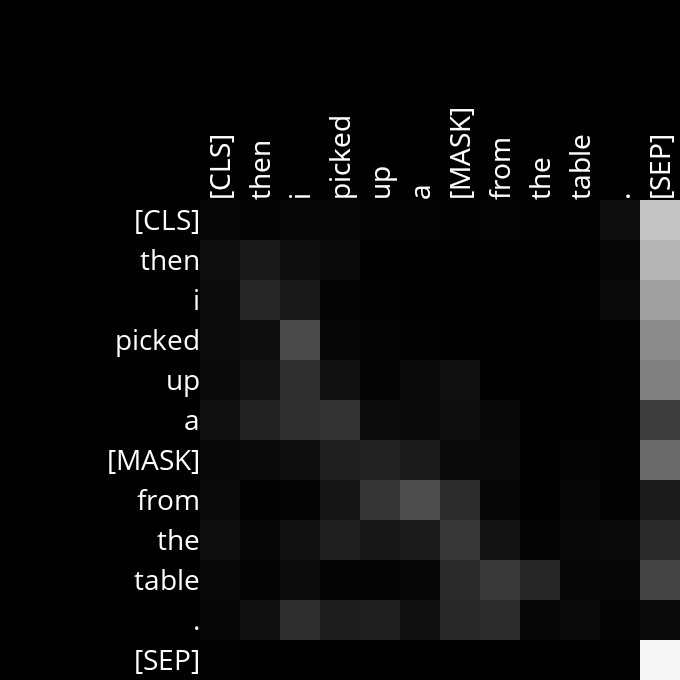 [CLS] then i picked up a [MASK] from the table . [SEP]
[CLS]
then
i
picked
up
a
[MASK]
from
the
table
.
[SEP]